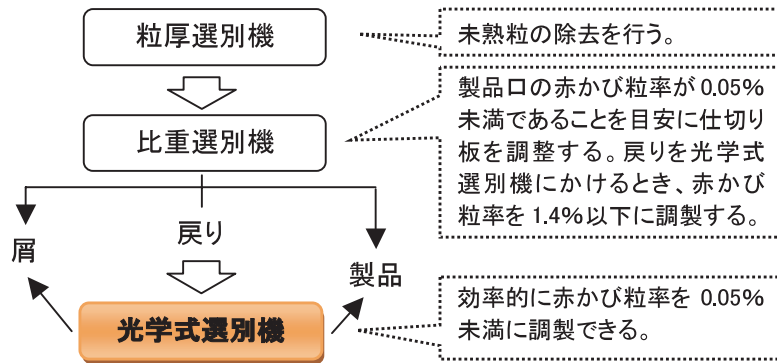 粒厚選別機
未熟粒の除去を行う。
比重選別機
製品口の赤かび粒率が 0.05%
未満であることを目安に仕切り
板を調整する。戻りを光学式
選別機にかけるとき、赤かび
粒率を 1.4%以下に調製する。
屑
戻り
製品
光学式選別機
効率的に赤かび粒率を 0.05%
未満に調製できる。